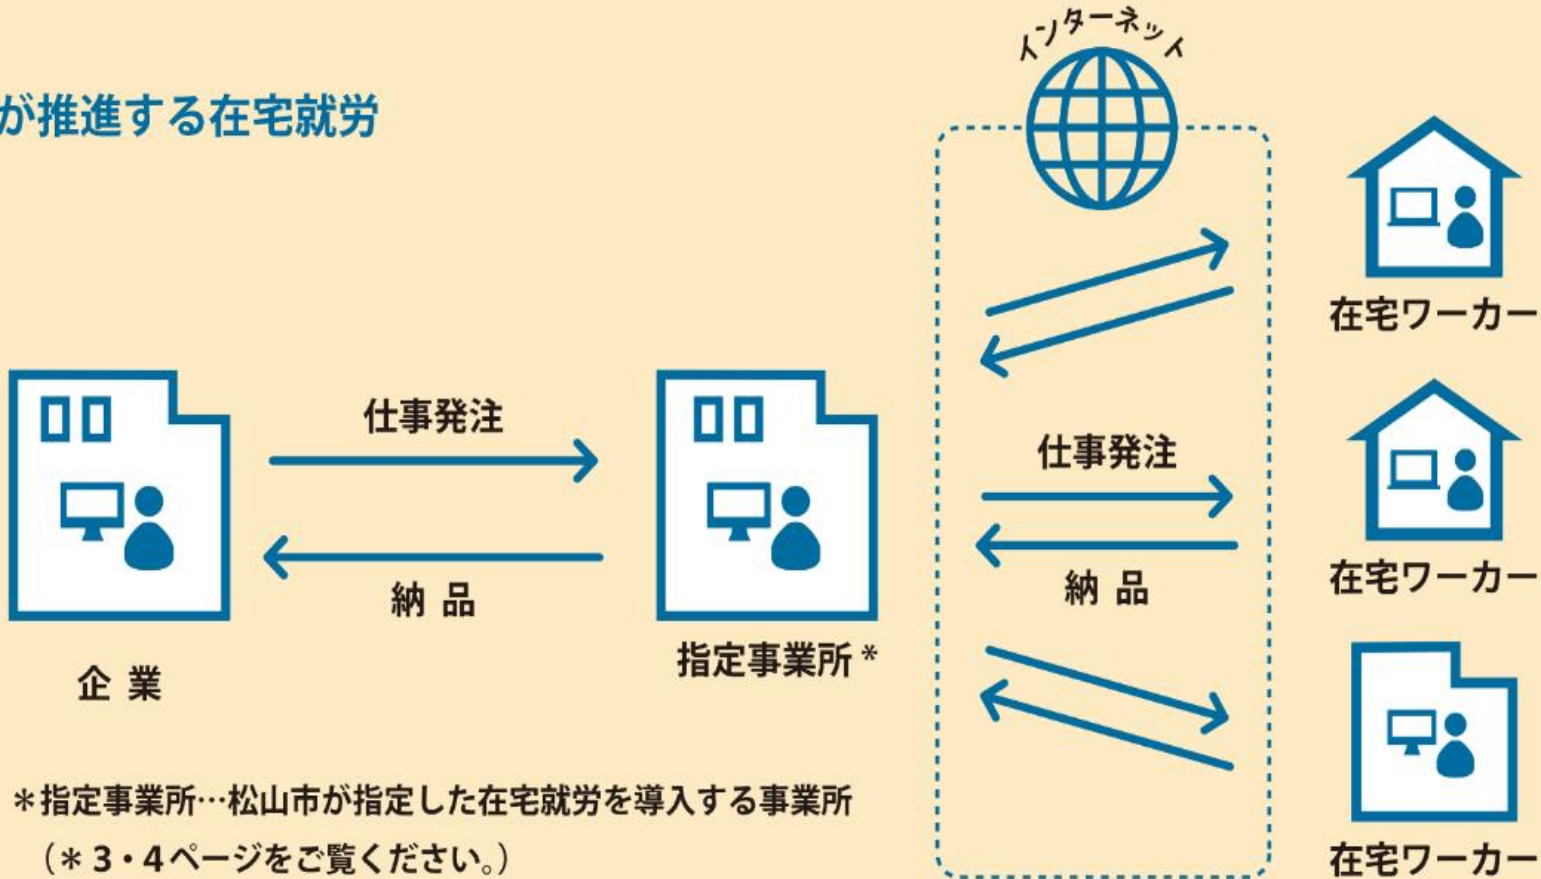 が推進する在宅就労
インターネット
仕事発注
納 品
企 業
指定事業所*
仕事発注
納 品
在宅ワーカー
在宅ワーカー
在宅ワーカー
*指定事業所…松山市が指定した在宅就労を導入する事業所
(*3・4ページをご覧ください。)